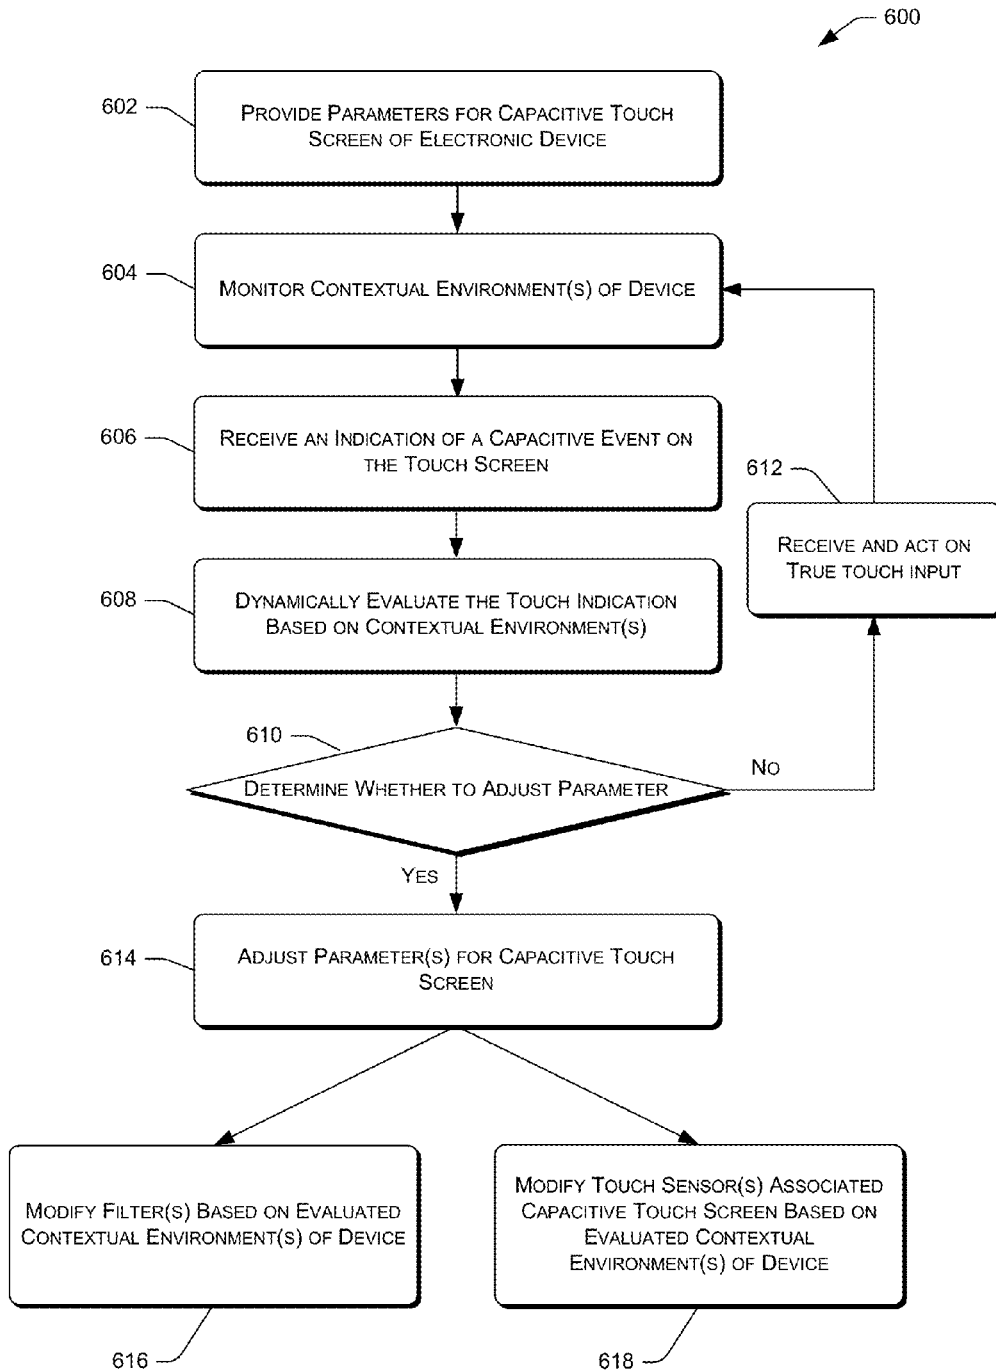 600
602
PROVIDE PARAMETERS FOR CAPACITIVE TOUCH
SCREEN OF ELECTRONIC DEVICE
604
MONITOR CONTEXTUAL ENVIRONMENT(S) OF DEVICE
606
RECEIVE AN INDICATION OF A CAPACITIVE EVENT ON
THE TOUCH SCREEN
612
RECEIVE AND ACT ON
TRUE TOUCH INPUT
608
DYNAMICALLY EVALUATE THE TOUCH INDICATION
BASED ON CONTEXTUAL ENVIRONMENT(S)
610
DETERMINE WHETHER TO ADJUST PARAMETER
NO
YES
614
ADJUST PARAMETER(S) FOR CAPACITIVE TOUCH
SCREEN
MODIFY FILTER(S) BASED ON EVALUATED
CONTEXTUAL ENVIRONMENT(S) OF DEVICE
616
MODIFY TOUCH SENSOR(S) ASSOCIATED
CAPACITIVE TOUCH SCREEN BASED ON
EVALUATED CONTEXTUAL
ENVIRONMENT(S) OF DEVICE
618